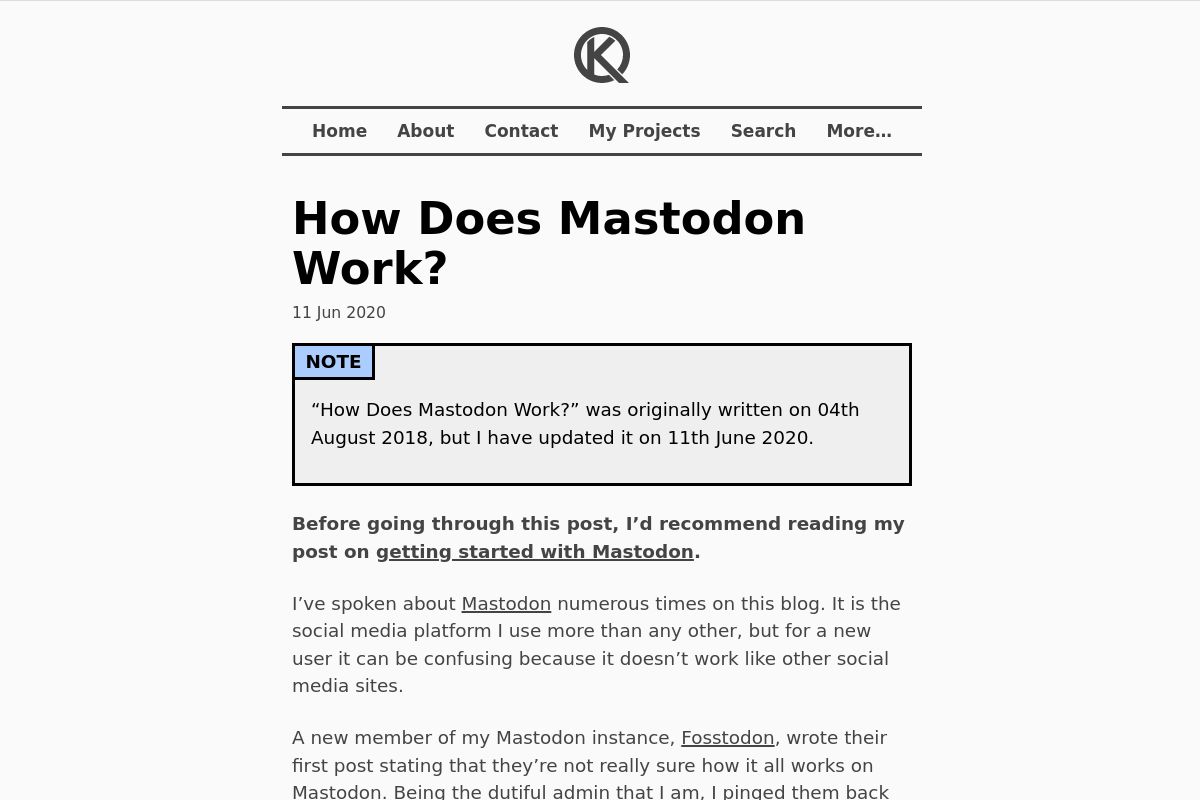 Home About Contact My Projects Search More...
How Does Mastodon
Work?
11 Jun 2020
NOTE
“How Does Mastodon Work?” was originally written on 04th
August 2018, but I have updated it on 11th June 2020.
Before going through this post, I’d recommend reading my
post on getting started with Mastodon.
I’ve spoken about Mastodon numerous times on this blog. It is the
social media platform I use more than any other, but for a new
user it can be confusing because it doesn’t work like other social
media sites.
A new member of my Mastodon instance, Fosstodon, wrote their
first post stating that they’re not really sure how it all works on
Mastodon. Being the dutiful admin that I am, I pinged them back